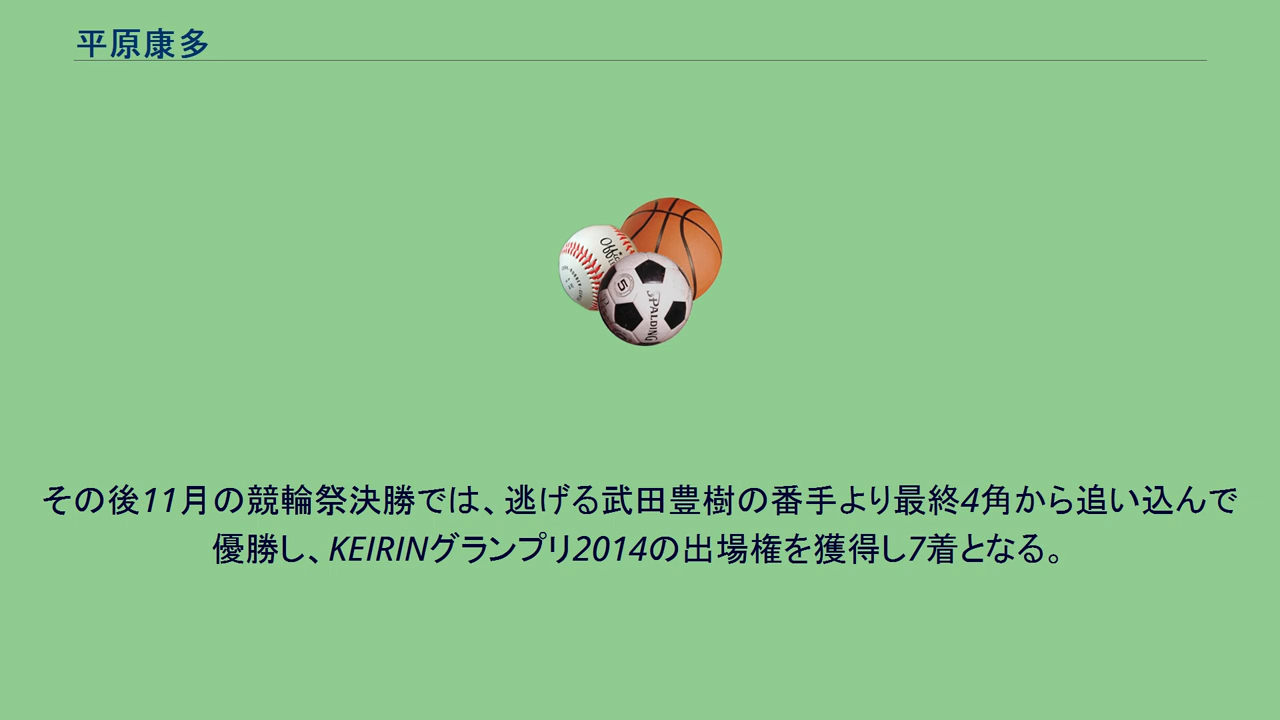 平原康多
Offici
5
SPALDING
その後11月の競輪祭決勝では、逃げる武田豊樹の番手より最終4角から追い込んで
優勝し、KEIRINグランプリ2014の出場権を獲得し7着となる。